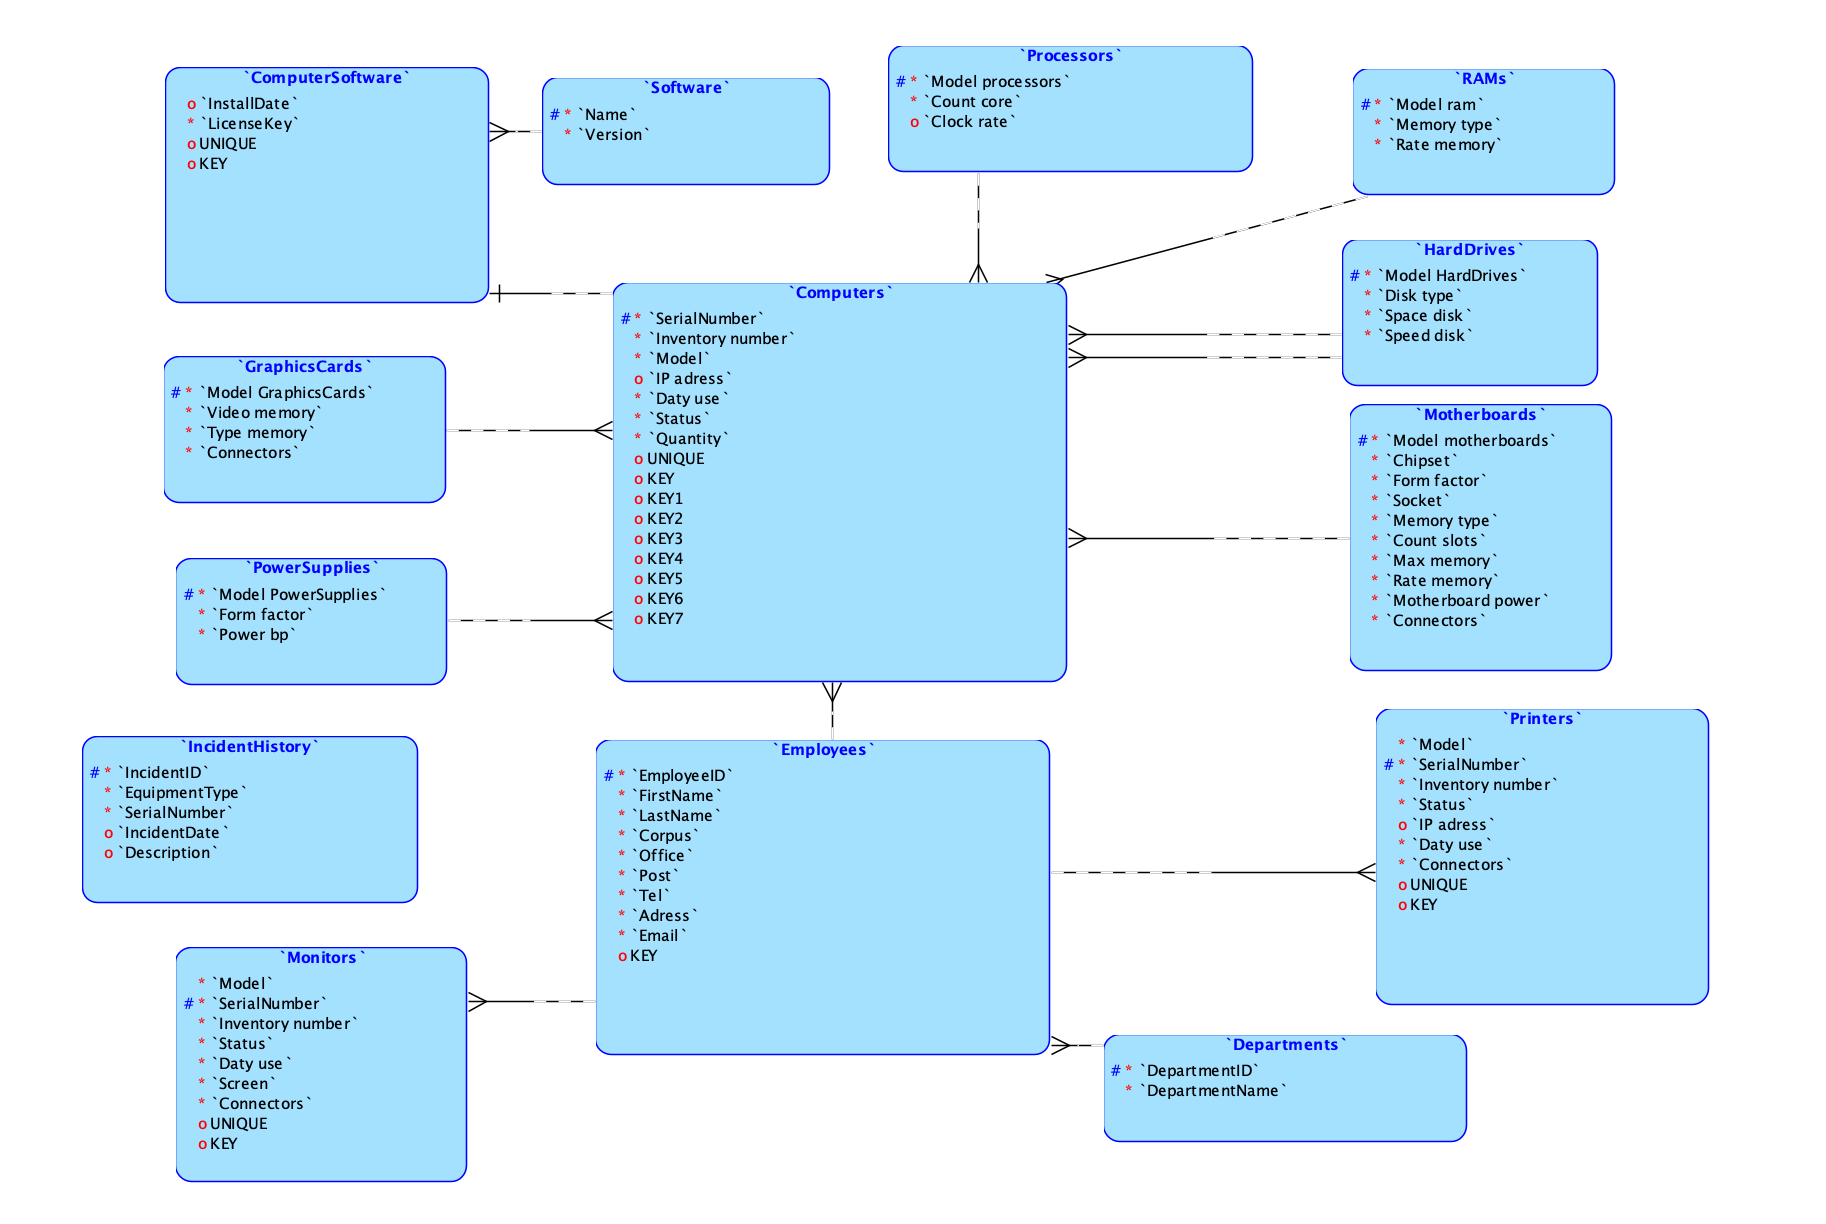 `ComputerSoftware`
o `InstallDate`
* `LicenseKey`
o UNIQUE
o KEY
`Software`
# * `Name`
* `Version`
`Processors`
# * `Model processors`
* `Count core`
o `Clock rate`
`RAMs`
# * `Model ram`
* `Memory type`
* `Rate memory`
`HardDrives`
# * `Model HardDrives`
* `Disk type`
* `Space disk`
* `Speed disk`
`Computers`
# * `SerialNumber`
* `Inventory number`
* `Model`
o `IP adress`
* `Daty use`
* `Status`
* `Quantity`
o UNIQUE
o KEY
o KEY1
o KEY2
o KEY3
o KEY4
o KEY5
o KEY6
o KEY7
`GraphicsCards`
# * `Model GraphicsCards`
* `Video memory`
* `Type memory`
* `Connectors`
`Motherboards`
# * `Model motherboards`
* `Chipset`
* `Form factor`
* `Socket`
* `Memory type`
* `Count slots`
* `Max memory`
* `Rate memory`
* `Motherboard power`
* `Connectors`
`PowerSupplies`
# * `Model PowerSupplies`
* `Form factor`
* `Power bp`
`IncidentHistory`
# * `IncidentID`
* `EquipmentType`
* `SerialNumber`
o `IncidentDate`
o `Description`
`Employees`
# * `EmployeeID`
* `FirstName`
* `LastName`
* `Corpus`
* `Office`
* `Post`
* `Tel`
* `Adress`
* `Email`
o KEY
`Printers`
* `Model`
# * `SerialNumber`
* `Inventory number`
* `Status`
o `IP adress`
* `Daty use`
* `Connectors`
o UNIQUE
o KEY
`Monitors`
* `Model`
# * `SerialNumber`
* `Inventory number`
* `Status`
* `Daty use`
* `Screen`
* `Connectors`
o UNIQUE
o KEY
`Departments`
# * `DepartmentID`
* `DepartmentName`